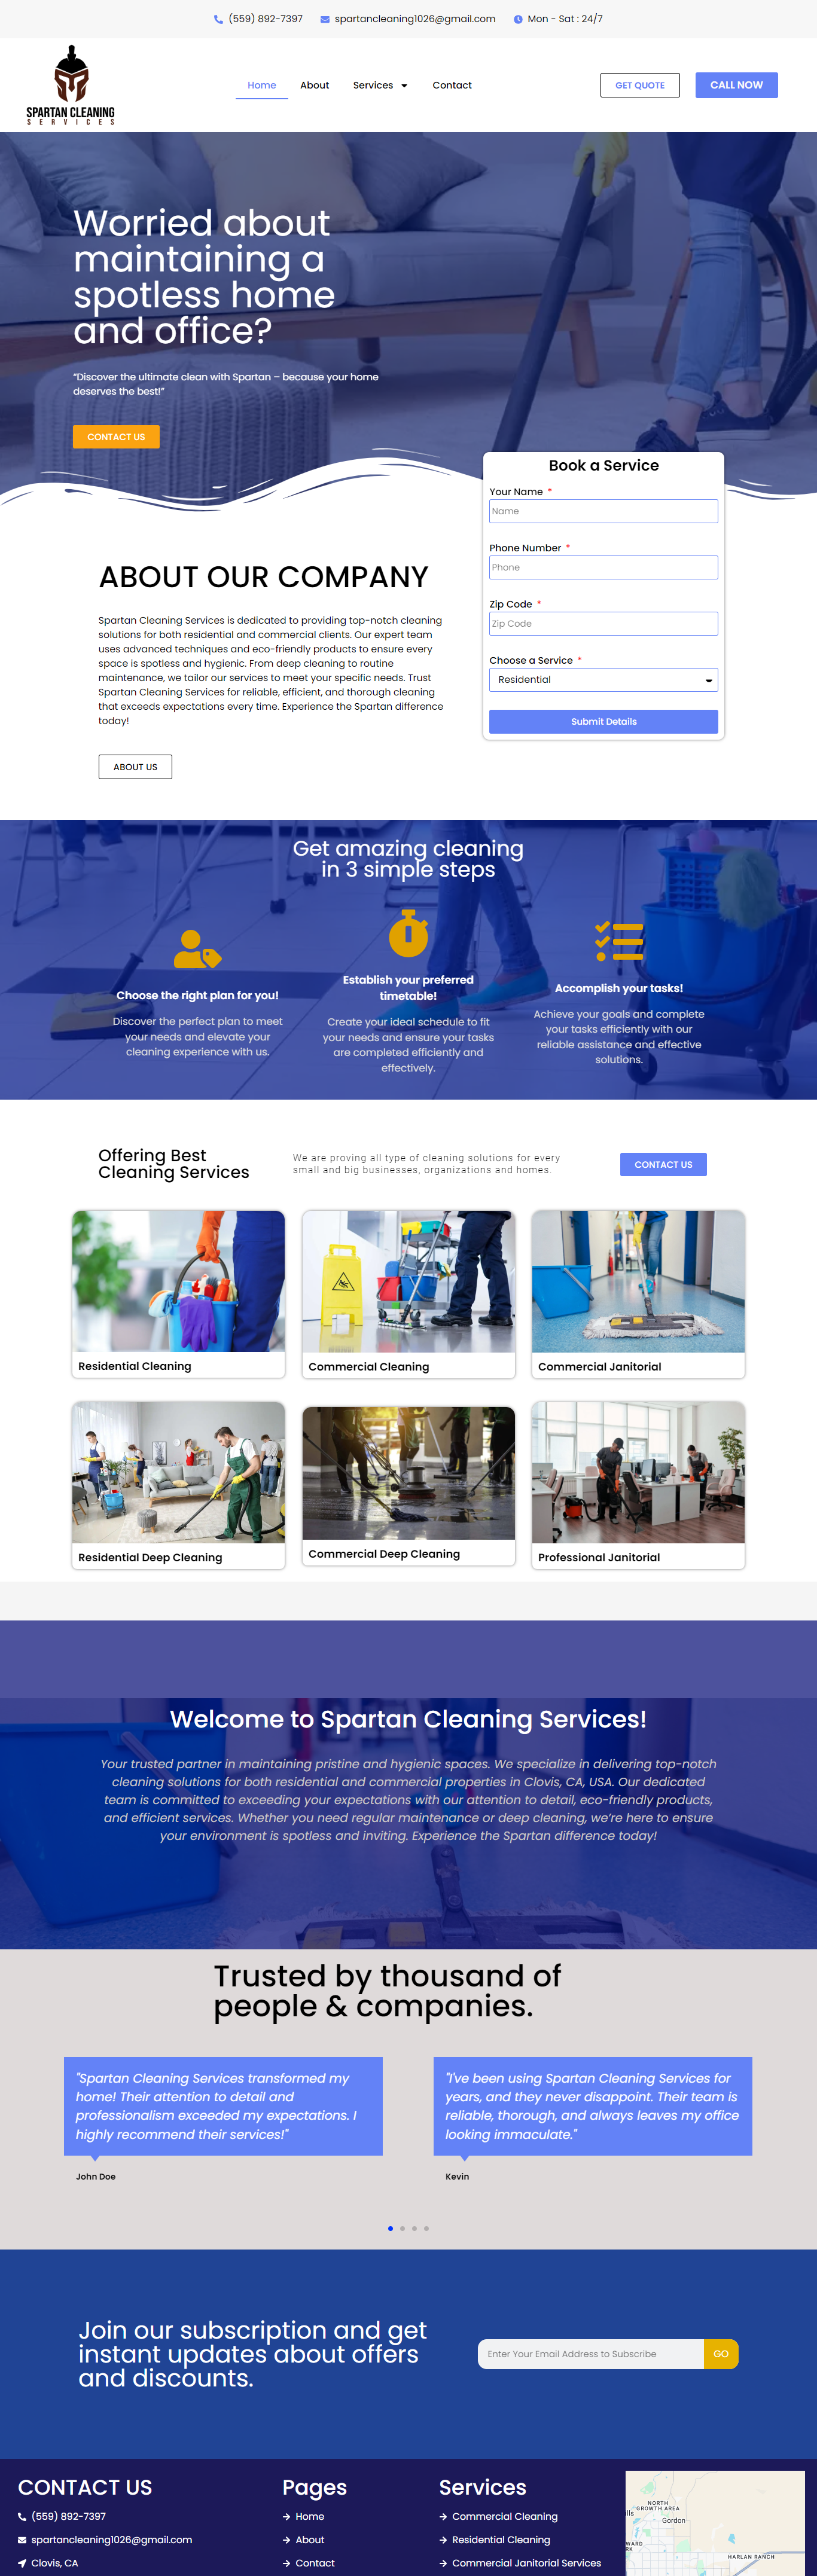 (559) 892-7397 spartancleaning1026@gmail.com Mon - Sat : 24/7
SPARTAN CLEANING
SERVICES
Home About Services Contact
GET QUOTE CALL NOW
Worried about
maintaining a
spotless home
and office?
“Discover the ultimate clean with Spartan – because your home
deserves the best!”
CONTACT US
Book a Service
Your Name *
Name
Phone Number *
Phone
Zip Code *
Zip Code
Choose a Service *
Residential
Submit Details
ABOUT OUR COMPANY
Spartan Cleaning Services is dedicated to providing top-notch cleaning
solutions for both residential and commercial clients. Our expert team
uses advanced techniques and eco-friendly products to ensure every
space is spotless and hygienic. From deep cleaning to routine
maintenance, we tailor our services to meet your specific needs. Trust
Spartan Cleaning Services for reliable, efficient, and thorough cleaning
that exceeds expectations every time. Experience the Spartan difference
today!
ABOUT US
Get amazing cleaning
in 3 simple steps
Choose the right plan for you!
Discover the perfect plan to meet
your needs and elevate your
cleaning experience with us.
Establish your preferred
timetable!
Create your ideal schedule to fit
your needs and ensure your tasks
are completed efficiently and
effectively.
Accomplish your tasks!
Achieve your goals and complete
your tasks efficiently with our
reliable assistance and effective
solutions.
Offering Best
Cleaning Services
We are proving all type of cleaning solutions for every
small and big businesses, organizations and homes.
CONTACT US
Residential Cleaning
Commercial Cleaning
Commercial Janitorial
Residential Deep Cleaning
Commercial Deep Cleaning
Professional Janitorial
Welcome to Spartan Cleaning Services!
Your trusted partner in maintaining pristine and hygienic spaces. We specialize in delivering top-notch
cleaning solutions for both residential and commercial properties in Clovis, CA, USA. Our dedicated
team is committed to exceeding your expectations with our attention to detail, eco-friendly products,
and efficient services. Whether you need regular maintenance or deep cleaning, we’re here to ensure
your environment is spotless and inviting. Experience the Spartan difference today!
Trusted by thousand of
people & companies.
"Spartan Cleaning Services transformed my
home! Their attention to detail and
professionalism exceeded my expectations. I
highly recommend their services!"
John Doe
"I've been using Spartan Cleaning Services for
years, and they never disappoint. Their team is
reliable, thorough, and always leaves my office
looking immaculate."
Kevin
Join our subscription and get
instant updates about offers
and discounts.
Enter Your Email Address to Subscribe
GO
CONTACT US
(559) 892-7397
spartancleaning1026@gmail.com
Clovis, CA
Pages
Home
About
Contact
Services
Commercial Cleaning
Residential Cleaning
Commercial Janitorial Services
NORTH
GROWTH AREA
Gordon
HARLAN RANCH